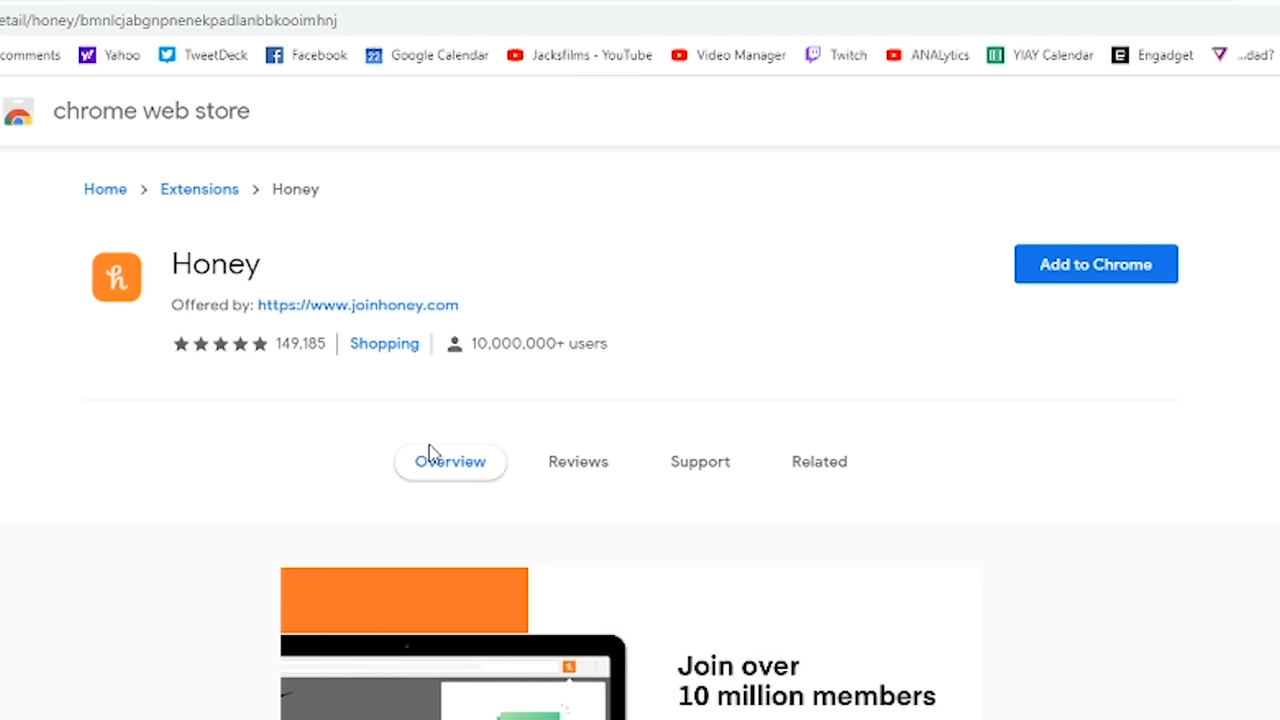 etail/honey/bmnlcjabgnpnenekpadlanbbkooimhnj
comments Yahoo TweetDeck Facebook Google Calendar Jacksfilms - YouTube Video Manager Twitch ANALytics YIAY Calendar Engadget ...dad?
chrome web store
Home > Extensions > Honey
Honey
Add to Chrome
Offered by: https://www.joinhoney.com
149,185 Shopping 10,000,000+ users
Overview Reviews Support Related
Join over
10 million members